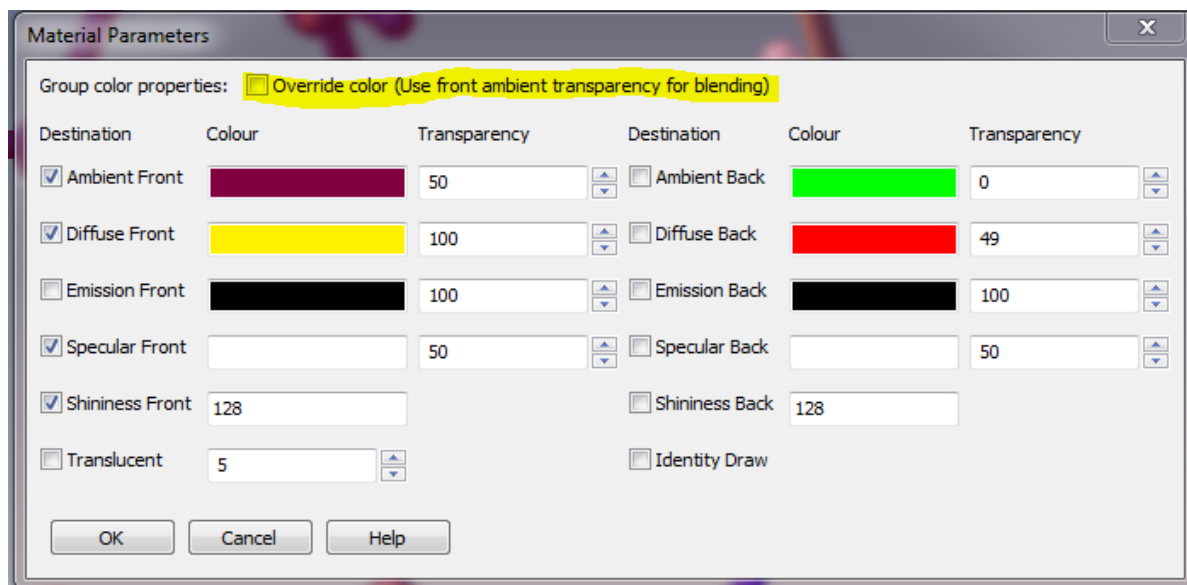 Material Parameters
X
Group color properties: Override color (Use front ambient transparency for blending)
Destination Colour Transparency Destination Colour Transparency
Ambient Front 50 Ambient Back 0
Diffuse Front 100 Diffuse Back 49
Emission Front 100 Emission Back 100
Specular Front 50 Specular Back 50
Shininess Front 128 Shininess Back 128
Translucent 5 Identity Draw
OK Cancel Help